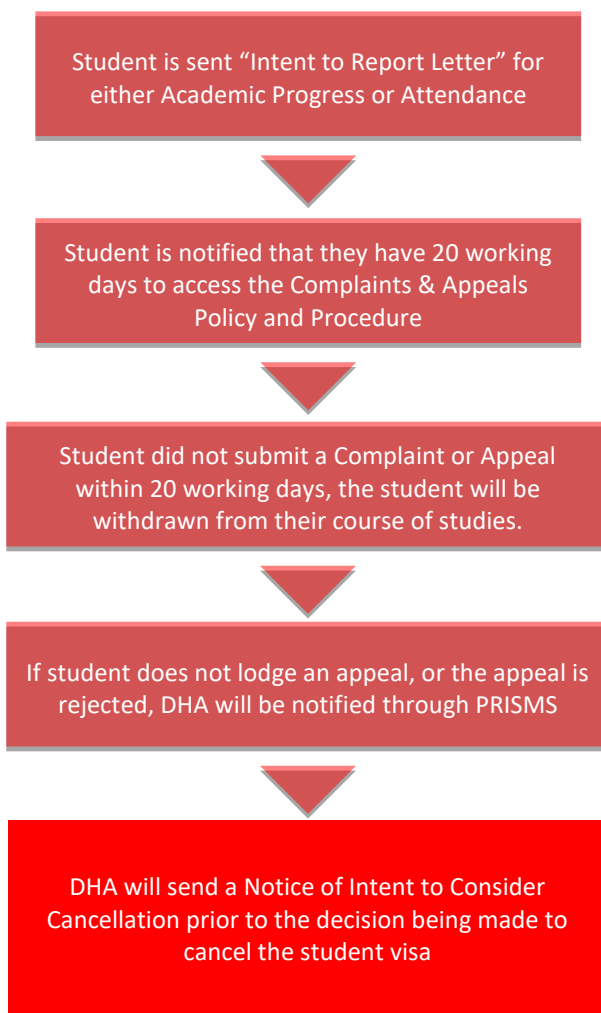 Student is sent “Intent to Report Letter” for
either Academic Progress or Attendance
Student is notified that they have 20 working
days to access the Complaints & Appeals
Policy and Procedure
Student did not submit a Complaint or Appeal
within 20 working days, the student will be
withdrawn from their course of studies.
If student does not lodge an appeal, or the appeal is
rejected, DHA will be notified through PRISMS
DHA will send a Notice of Intent to Consider
Cancellation prior to the decision being made to
cancel the student visa